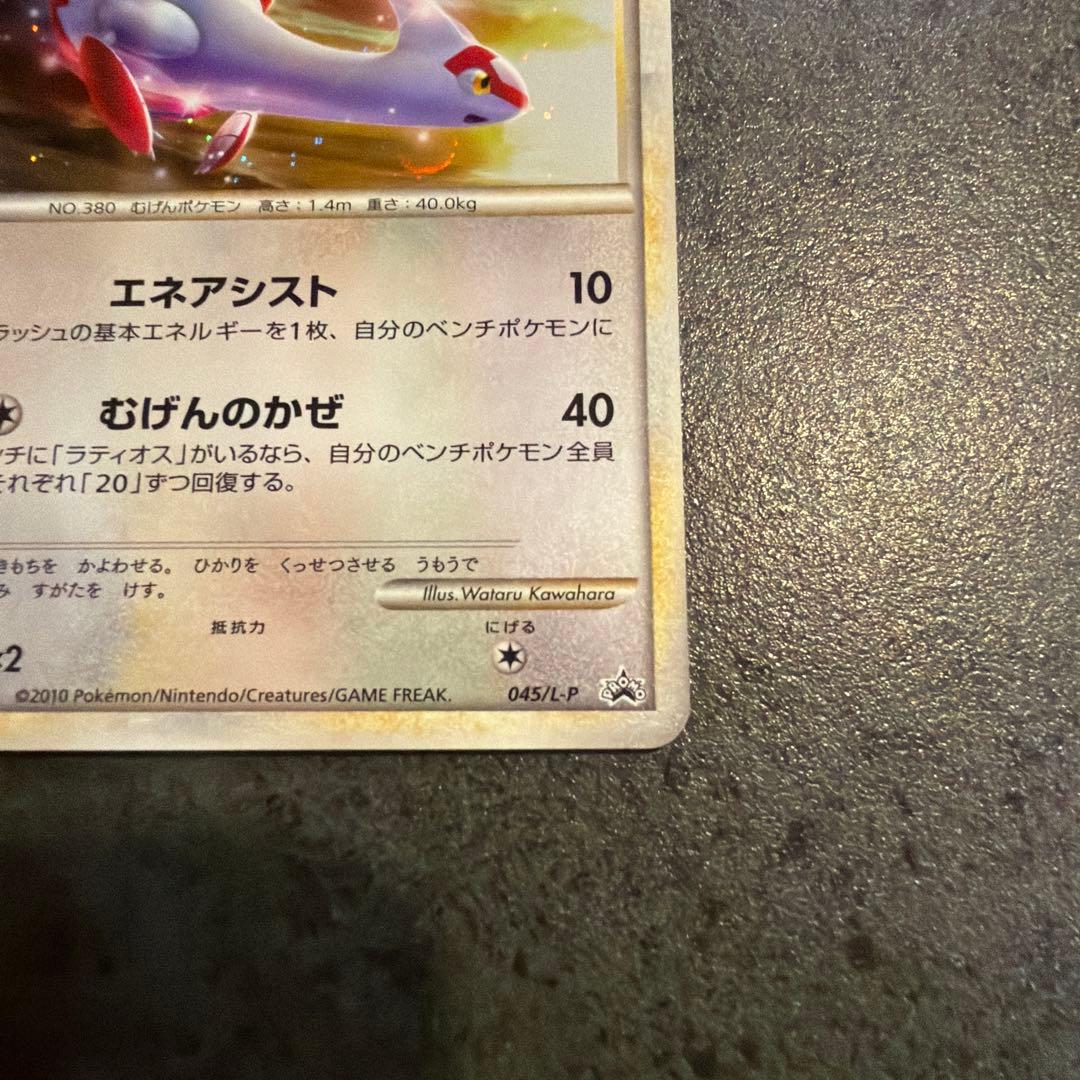 NO.380 むげんポケモン 高さ：1.4m 重さ：40.0kg
エネアシスト 10
ラッシュの基本エネルギーを1枚、自分のベンチポケモンに
むげんのかぜ 40
チに「ラティオス」がいるなら、自分のベンチポケモン全員
それぞれ「20」ずつ回復する。
きもちを かよわせる。 ひかりを くっせつさせる うもうで
み すがたを けす。
Illus. Wataru Kawahara
抵抗力 にげる
×2
©2010 Pokémon/Nintendo/Creatures/GAME FREAK. 045/L-P PROMO